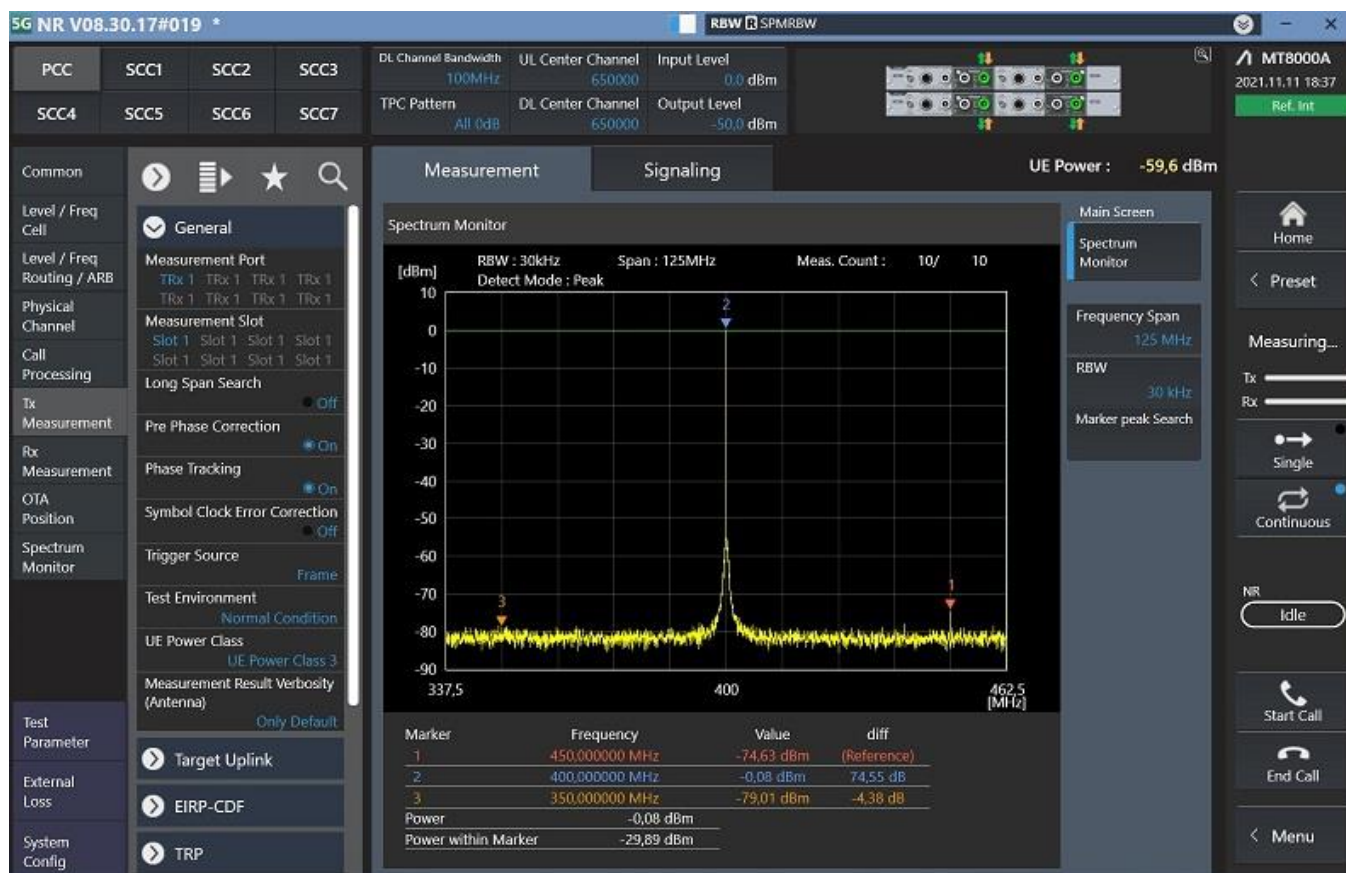 5G NR V08.30.17#019 *
RBW R SPMRBW
PCC SCC1 SCC2 SCC3
SCC4 SCC5 SCC6 SCC7
DL Channel Bandwidth UL Center Channel Input Level
100MHz 650000 0.0 dBm
TPC Pattern DL Center Channel Output Level
All 0dB 650000 -50,0 dBm
MT8000A
2021.11.11 18:37
Ref. Int
Common
Level / Freq
Cell
Level / Freq
Routing / ARB
Physical
Channel
Call
Processing
Tx
Measurement
Rx
Measurement
OTA
Position
Spectrum
Monitor
Test
Parameter
External
Loss
System
Config
General
Measurement Port
TRx 1 TRx 1 TRx 1 TRx 1
TRx 1 TRx 1 TRx 1 TRx 1
Measurement Slot
Slot 1 Slot 1 Slot 1 Slot 1
Slot 1 Slot 1 Slot 1 Slot 1
Long Span Search
Off
Pre Phase Correction
On
Phase Tracking
On
Symbol Clock Error Correction
Off
Trigger Source
Frame
Test Environment
Normal Condition
UE Power Class
UE Power Class 3
Measurement Result Verbosity
(Antenna)
Only Default
Target Uplink
EIRP-CDF
TRP
Measurement Signaling
UE Power : -59,6 dBm
Spectrum Monitor
RBW : 30kHz Span : 125MHz Meas. Count : 10/ 10
[dBm]
Detect Mode : Peak
10
2
0
-10
-20
-30
-40
-50
-60
-70
1
3
-80
-90
337,5 400 462,5
[MHz]
Marker Frequency Value diff
1 450,000000 MHz -74,63 dBm (Reference)
2 400,000000 MHz -0,08 dBm 74,55 dB
3 350,000000 MHz -79,01 dBm -4,38 dB
Power -0,08 dBm
Power within Marker -29,89 dBm
Main Screen
Spectrum
Monitor
Frequency Span
125 MHz
RBW
30 kHz
Marker peak Search
Home
< Preset
Measuring...
Tx
Rx
Single
Continuous
NR
Idle
Start Call
End Call
< Menu